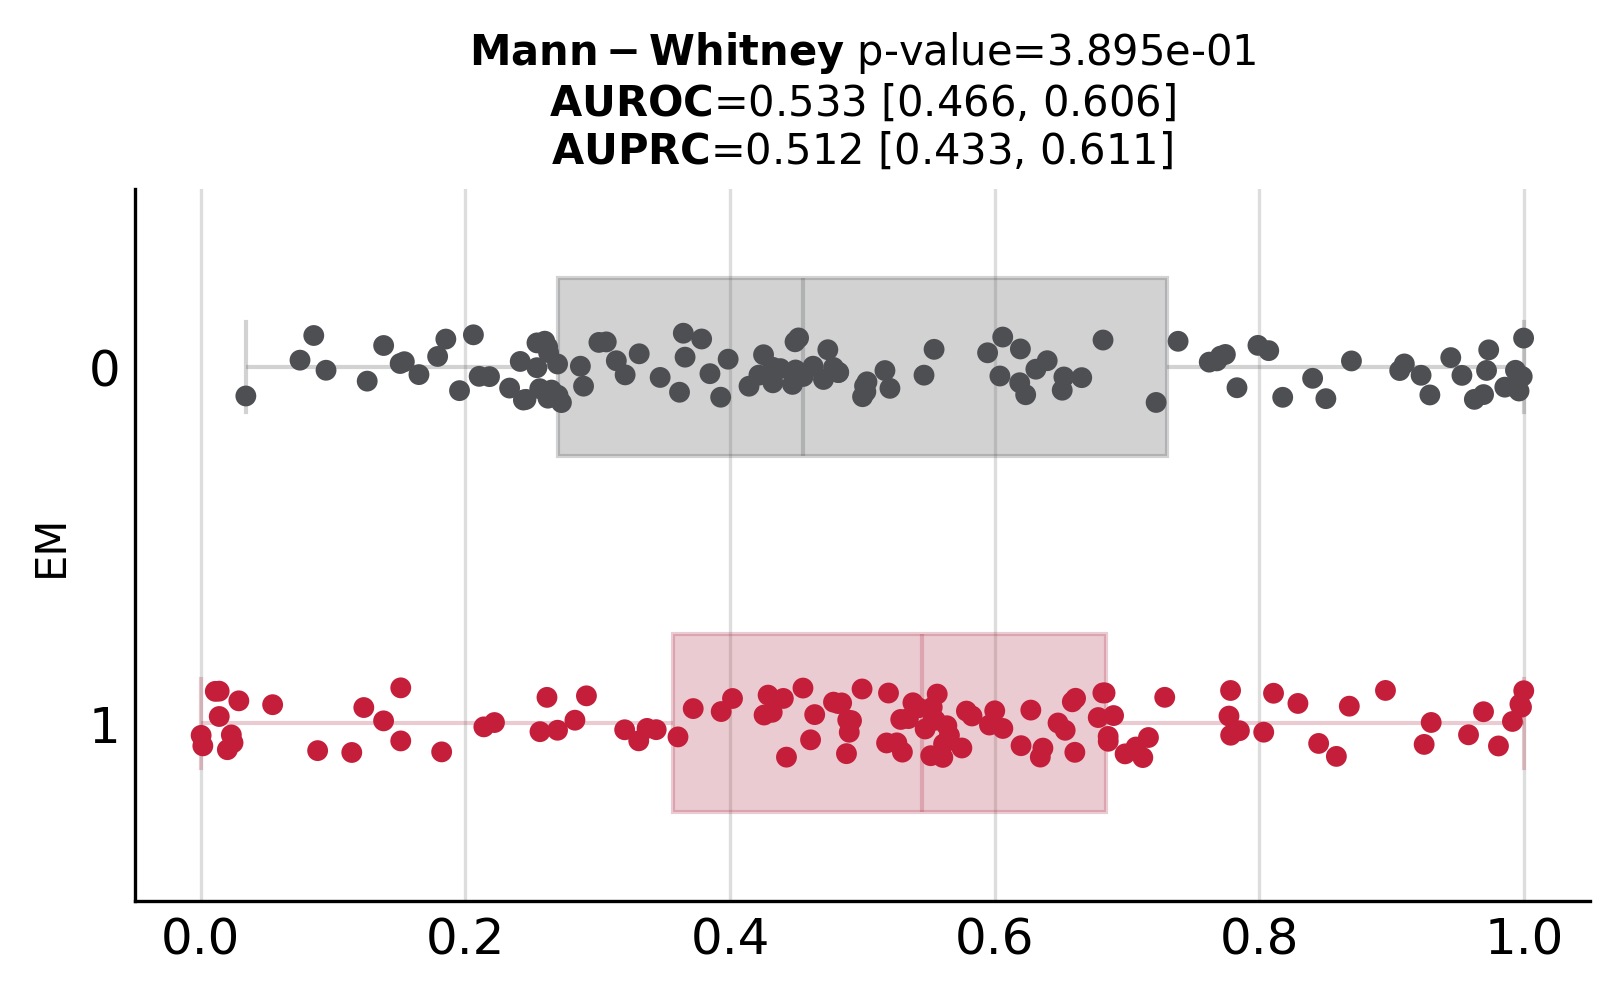 Mann−Whitney p-value=3.895e-01
AUROC=0.533 [0.466, 0.606]
AUPRC=0.512 [0.433, 0.611]
0
EM
1
0.0 0.2 0.4 0.6 0.8 1.0